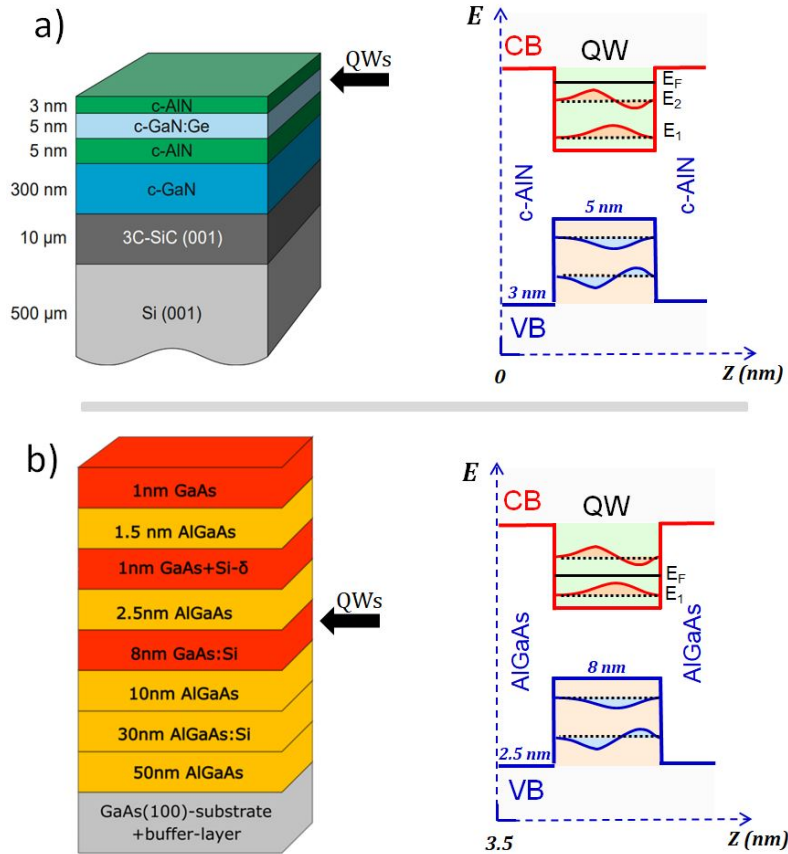 a)
QWs
3 nm
c-AlN
5 nm
c-GaN:Ge
5 nm
c-AlN
300 nm
c-GaN
10 µm
3C-SiC (001)
500 µm
Si (001)
E
CB
QW
E_F
E_2
E_1
c-AlN
c-AlN
5 nm
3 nm
VB
0
Z (nm)
b)
QWs
1nm GaAs
1.5 nm AlGaAs
1nm GaAs+Si-δ
2.5nm AlGaAs
8nm GaAs:Si
10nm AlGaAs
30nm AlGaAs:Si
50nm AlGaAs
GaAs(100)-substrate
+buffer-layer
E
CB
QW
E_F
E_1
AlGaAs
AlGaAs
8 nm
2.5 nm
VB
3.5
Z (nm)